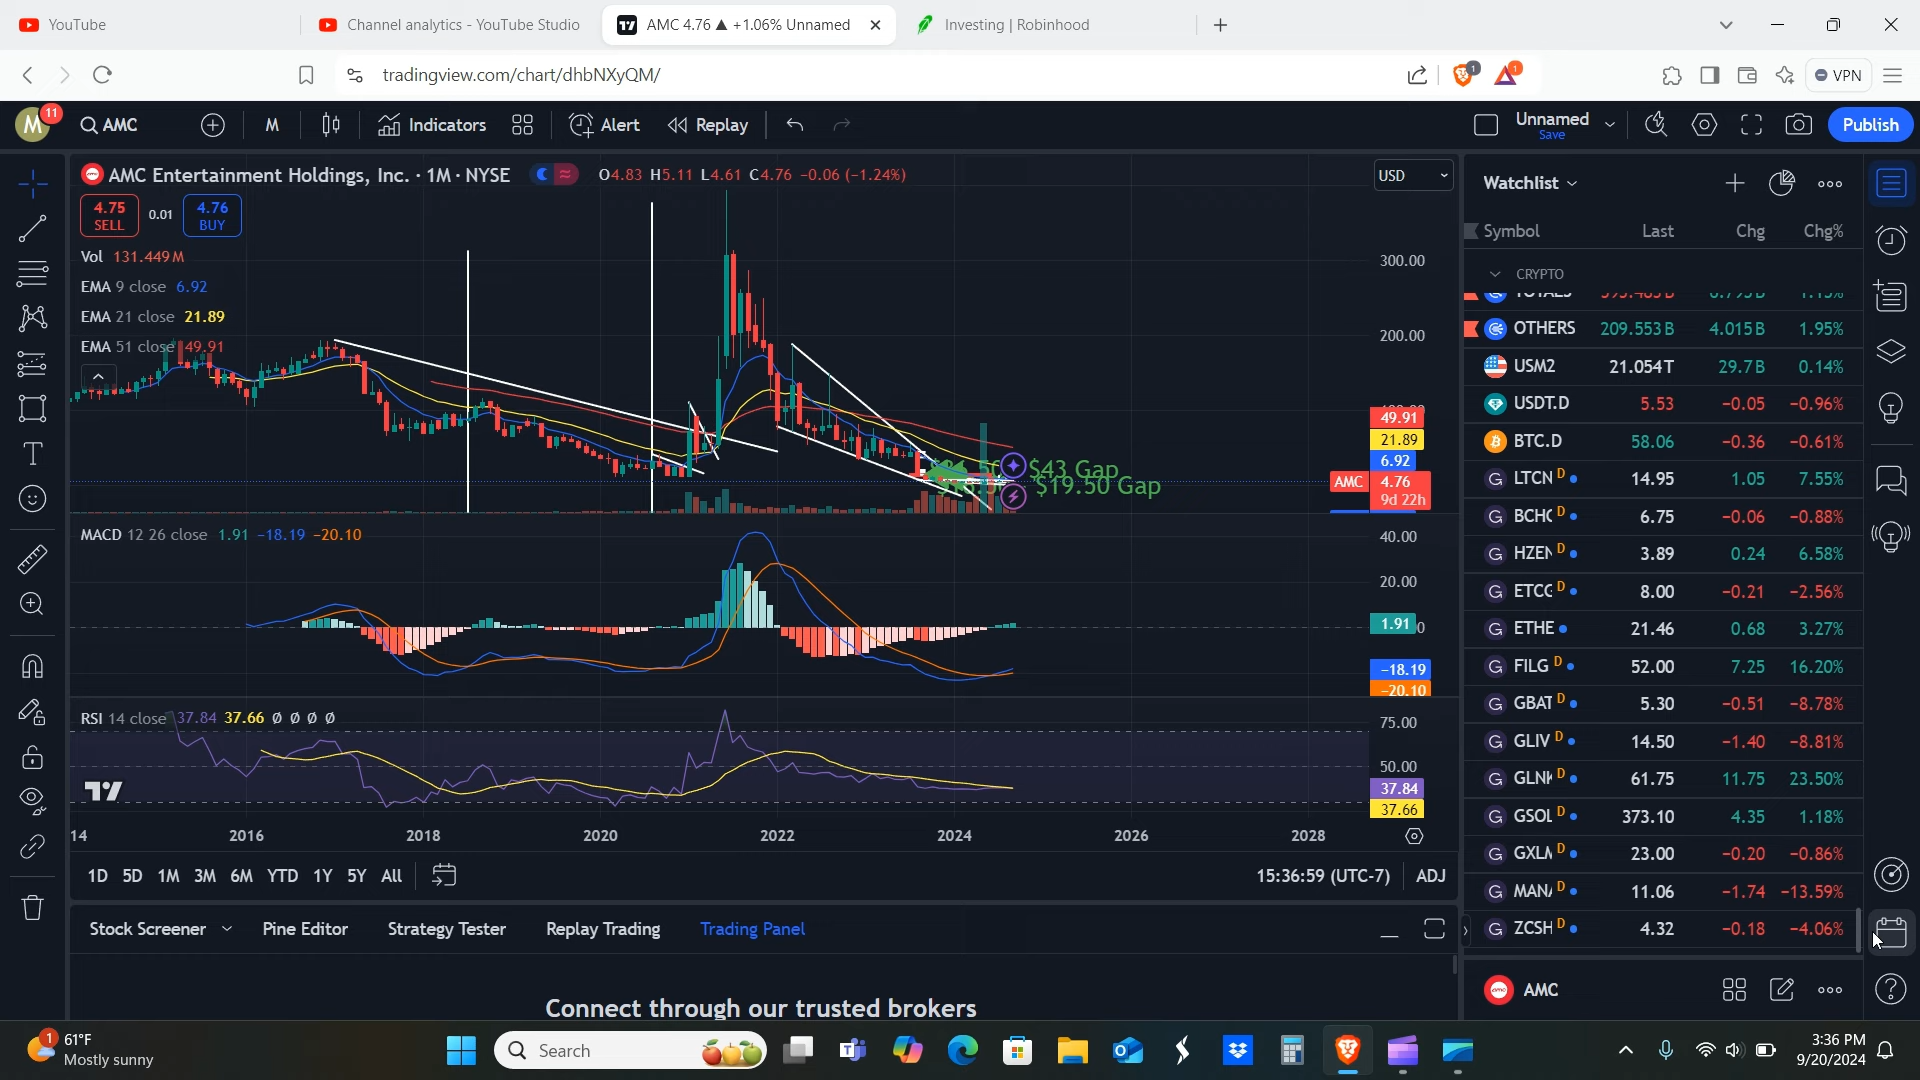 YouTube
Channel analytics - YouTube Studio
AMC 4.76 ▲ +1.06% Unnamed
Investing | Robinhood
tradingview.com/chart/dhbNXyQM/
1
1
VPN
M
11
AMC
M
Indicators
Alert
Replay
Unnamed
Save
Publish
AMC Entertainment Holdings, Inc. · 1M · NYSE
O4.83 H5.11 L4.61 C4.76 -0.06 (-1.24%)
USD
4.75
SELL
0.01
4.76
BUY
Vol 131.449M
EMA 9 close 6.92
EMA 21 close 21.89
EMA 51 close 49.91
300.00
200.00
49.91
21.89
6.92
AMC
4.76
9d 22h
$43 Gap
$19.50 Gap
MACD 12 26 close 1.91 -18.19 -20.10
40.00
20.00
1.91
-18.19
-20.10
RSI 14 close 37.84 37.66 Ø Ø Ø Ø
75.00
50.00
37.84
37.66
14
2016
2018
2020
2022
2024
2026
2028
1D 5D 1M 3M 6M YTD 1Y 5Y All
15:36:59 (UTC-7)
ADJ
Stock Screener
Pine Editor
Strategy Tester
Replay Trading
Trading Panel
Connect through our trusted brokers
Watchlist
Symbol Last Chg Chg%
CRYPTO
OTHERS 209.553B 4.015B 1.95%
USM2 21.054T 29.7B 0.14%
USDT.D 5.53 -0.05 -0.96%
BTC.D 58.06 -0.36 -0.61%
LTCN D 14.95 1.05 7.55%
BCHC D 6.75 -0.06 -0.88%
HZEN D 3.89 0.24 6.58%
ETCG D 8.00 -0.21 -2.56%
ETHE 21.46 0.68 3.27%
FILG D 52.00 7.25 16.20%
GBAT D 5.30 -0.51 -8.78%
GLIV D 14.50 -1.40 -8.81%
GLNK D 61.75 11.75 23.50%
GSOL D 373.10 4.35 1.18%
GXLM D 23.00 -0.20 -0.86%
MANA D 11.06 -1.74 -13.59%
ZCSH D 4.32 -0.18 -4.06%
AMC
1
61°F
Mostly sunny
Search
3:36 PM
9/20/2024